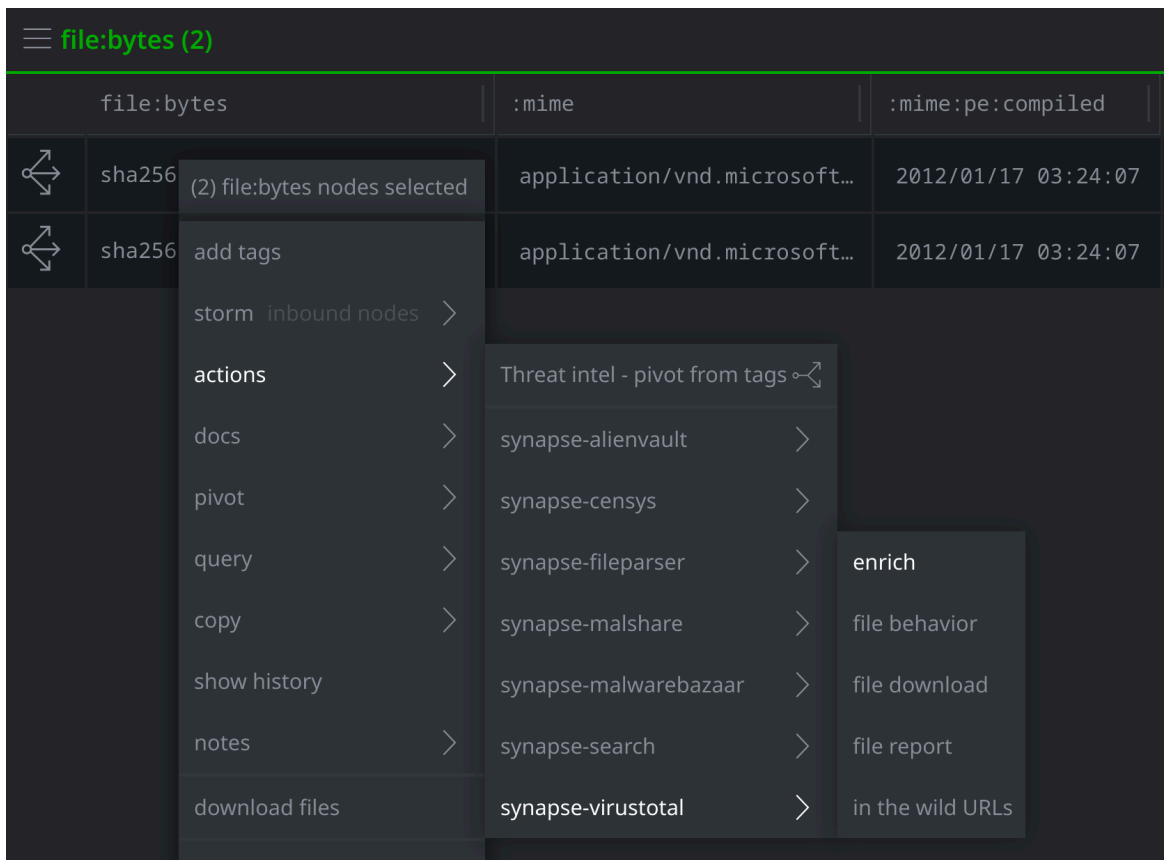 file:bytes (2)
file:bytes :mime :mime:pe:compiled
sha256 application/vnd.microsoft… 2012/01/17 03:24:07
sha256 application/vnd.microsoft… 2012/01/17 03:24:07
(2) file:bytes nodes selected
add tags
storm inbound nodes
actions
docs
pivot
query
copy
show history
notes
download files
Threat intel - pivot from tags
synapse-alienvault
synapse-censys
synapse-fileparser
synapse-malshare
synapse-malwarebazaar
synapse-search
synapse-virustotal
enrich
file behavior
file download
file report
in the wild URLs